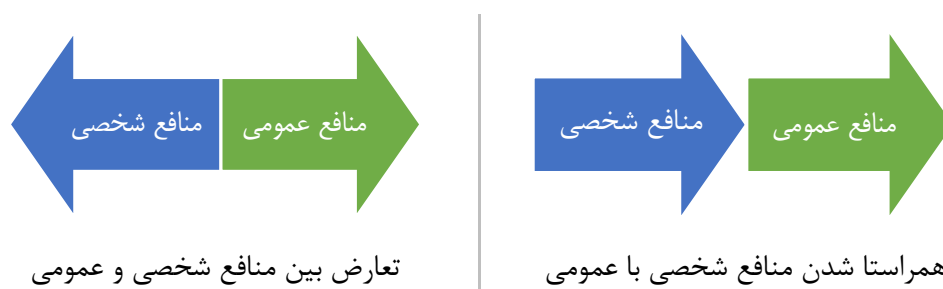 منافع شخصی
منافع عمومی
همراستا شدن منافع شخصی با عمومی
منافع شخصی
منافع عمومی
تعارض بین منافع شخصی و عمومی